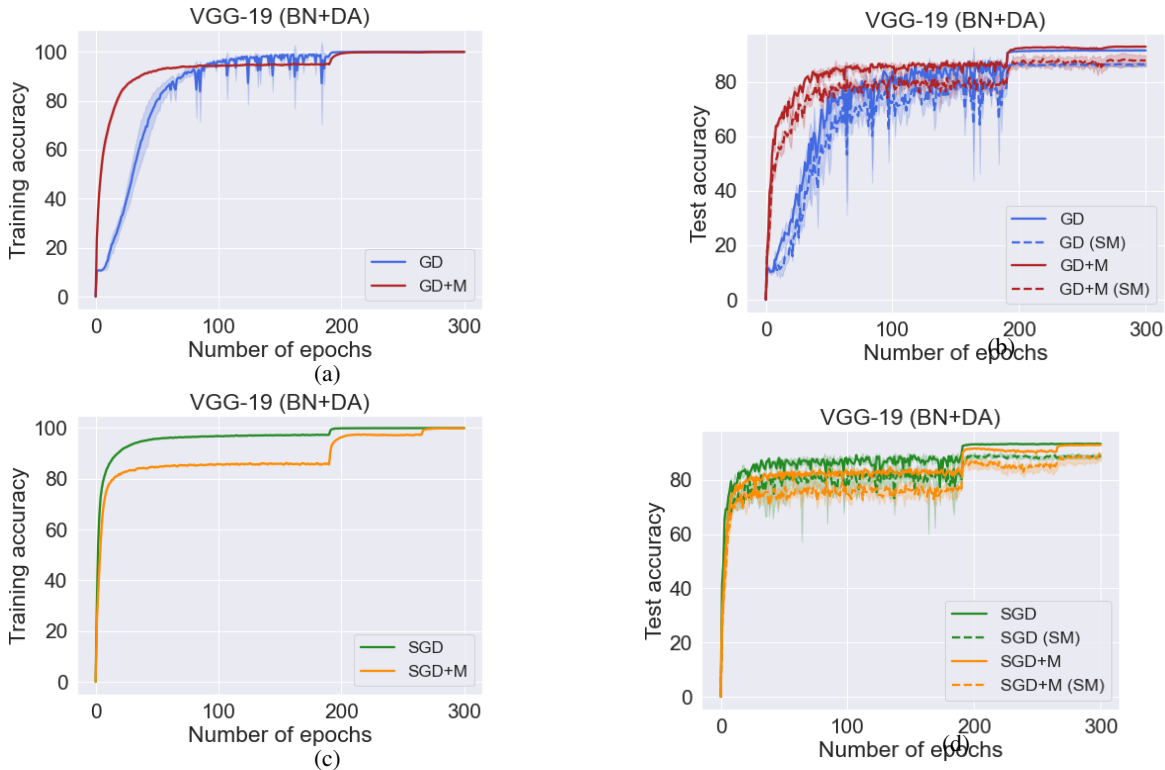 VGG-19 (BN+DA)
Training accuracy
100
80
60
40
20
0
0 100 200 300
Number of epochs
GD
GD+M
(a)
VGG-19 (BN+DA)
Test accuracy
80
60
40
20
0
0 100 200 300
Number of epochs
GD
GD (SM)
GD+M
GD+M (SM)
(b)
VGG-19 (BN+DA)
Training accuracy
100
80
60
40
20
0
0 100 200 300
Number of epochs
SGD
SGD+M
(c)
VGG-19 (BN+DA)
Test accuracy
80
60
40
20
0
0 100 200 300
Number of epochs
SGD
SGD (SM)
SGD+M
SGD+M (SM)
(d)